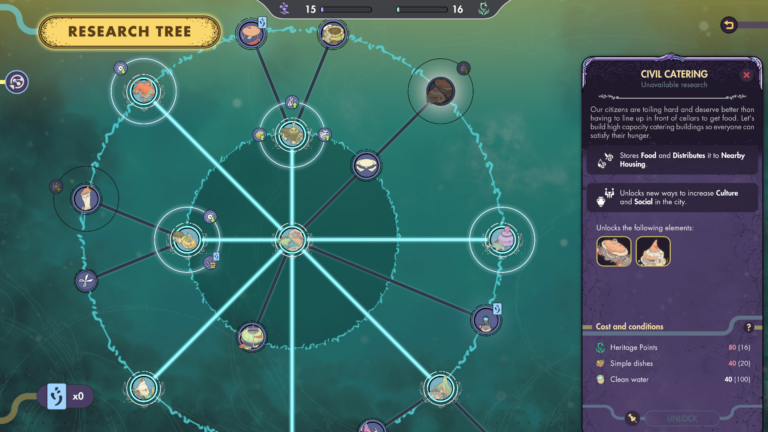 15
16
RESEARCH TREE
CIVIL CATERING
Unavailable research
Our citizens are toiling hard and deserve better than
having to line up in front of cellars to get food. Let's
build high capacity catering buildings so everyone can
satisfy their hunger.
Stores Food and Distributes it to Nearby
Housing.
Unlocks new ways to increase Culture
and Social in the city.
Unlocks the following elements:
Cost and conditions
?
Heritage Points 80 (16)
Simple dishes 40 (20)
Clean water 40 (100)
x0
UNLOCK